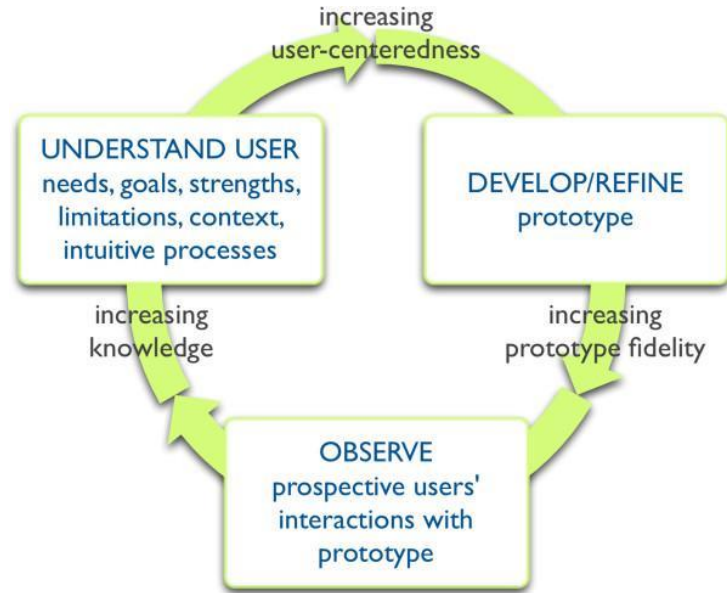 increasing
user-centeredness
UNDERSTAND USER
needs, goals, strengths,
limitations, context,
intuitive processes
DEVELOP/REFINE
prototype
increasing
knowledge
increasing
prototype fidelity
OBSERVE
prospective users'
interactions with
prototype